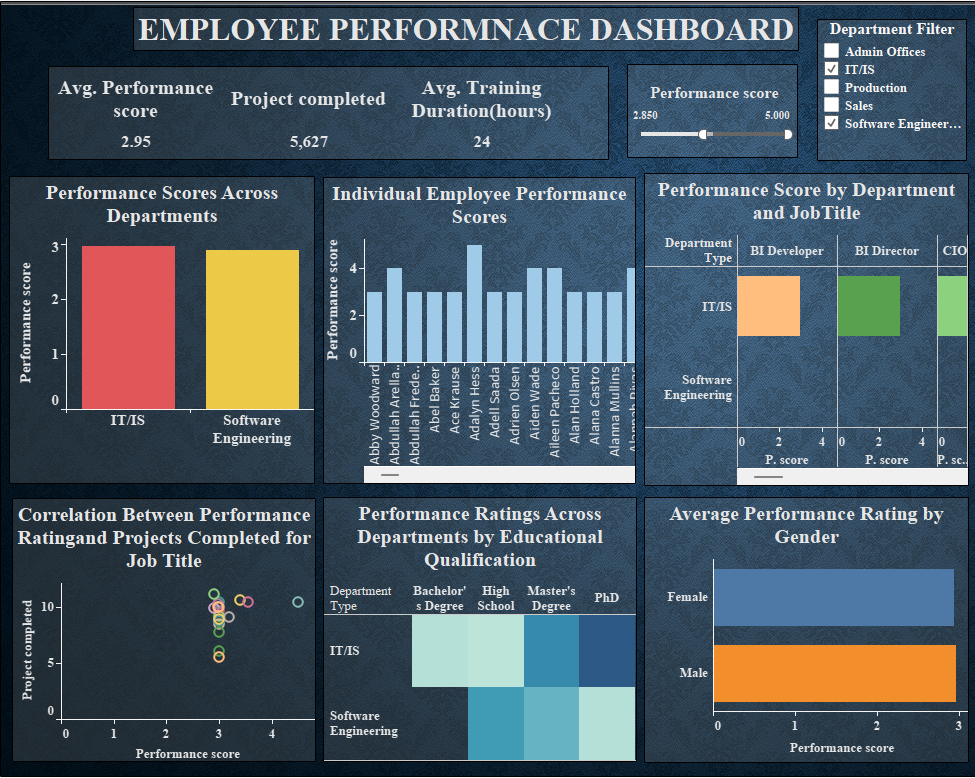 EMPLOYEE PERFORMNACE DASHBOARD
Department Filter
Admin Offices
IT/IS
Production
Sales
Software Engineer…
Avg. Performance
score
2.95
Project completed
5,627
Avg. Training
Duration(hours)
24
Performance score
2.850
5.000
Performance Scores Across
Departments
Performance score
3
2
1
0
IT/IS
Software
Engineering
Individual Employee Performance
Scores
Performance score
4
2
0
Abby Woodward
Abdullah Arella..
Abdullah Frede..
Abel Baker
Ace Krause
Adalyn Hess
Adell Saada
Adrien Olsen
Aiden Wade
Aileen Pacheco
Alan Holland
Alana Castro
Alanna Mullins
Performance Score by Department
and JobTitle
Department
Type
BI Developer
BI Director
CIO
IT/IS
Software
Engineering
0 2 4
0 2 4
0
P. score
P. score
P. sc..
Correlation Between Performance
Ratingand Projects Completed for
Job Title
Project completed
10
5
0
0 1 2 3 4
Performance score
Performance Ratings Across
Departments by Educational
Qualification
Department
Type
Bachelor'
s Degree
High
School
Master's
Degree
PhD
IT/IS
Software
Engineering
Average Performance Rating by
Gender
Female
Male
0 1 2 3
Performance score